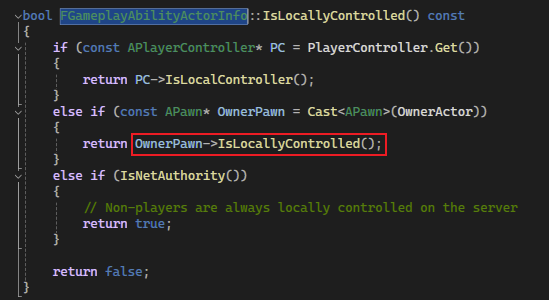 bool FGameplayAbilityActorInfo::IsLocallyControlled() const
{
if (const APlayerController* PC = PlayerController.Get())
{
return PC->IsLocalController();
}
else if (const APawn* OwnerPawn = Cast<APawn>(OwnerActor))
{
return OwnerPawn->IsLocallyControlled();
}
else if (IsNetAuthority())
{
// Non-players are always locally controlled on the server
return true;
}
return false;
}